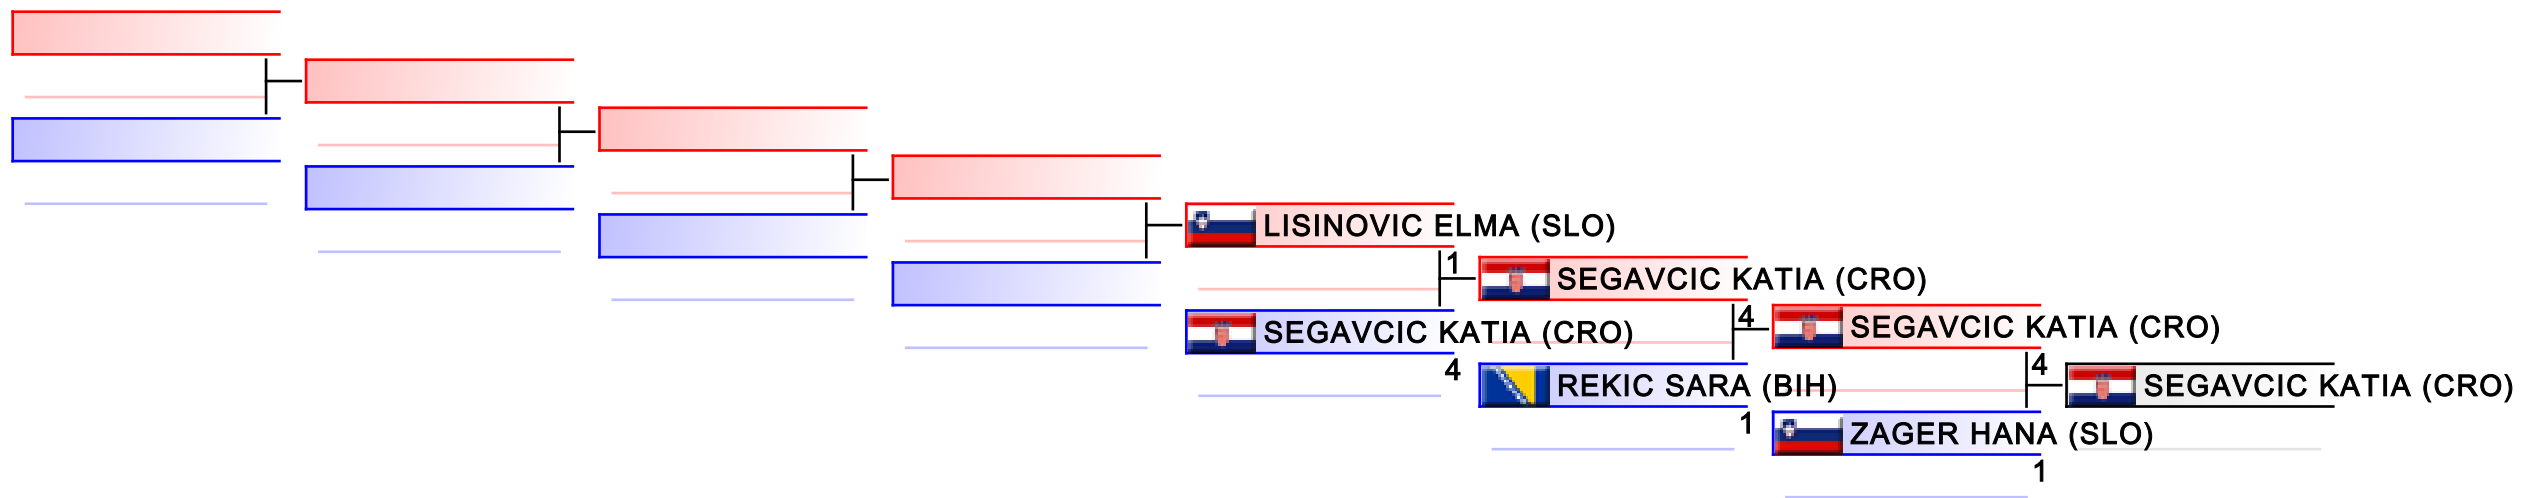 LISINOVIC ELMA (SLO)
1
SEGAVCIC KATIA (CRO)
4
SEGAVCIC KATIA (CRO)
4
REKIC SARA (BIH)
1
SEGAVCIC KATIA (CRO)
4
ZAGER HANA (SLO)
1
SEGAVCIC KATIA (CRO)